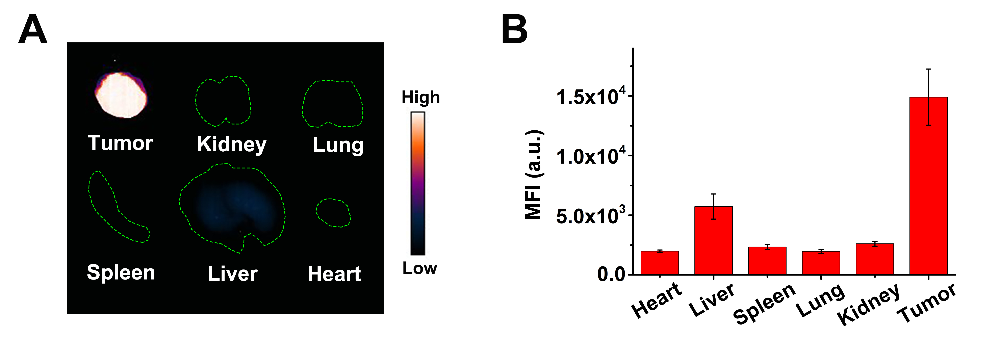 A
Tumor
Kidney
Lung
Spleen
Liver
Heart
High
Low
B
MFI (a.u.)
1.5x10⁴
1.0x10⁴
5.0x10³
0.0
Heart
Liver
Spleen
Lung
Kidney
Tumor